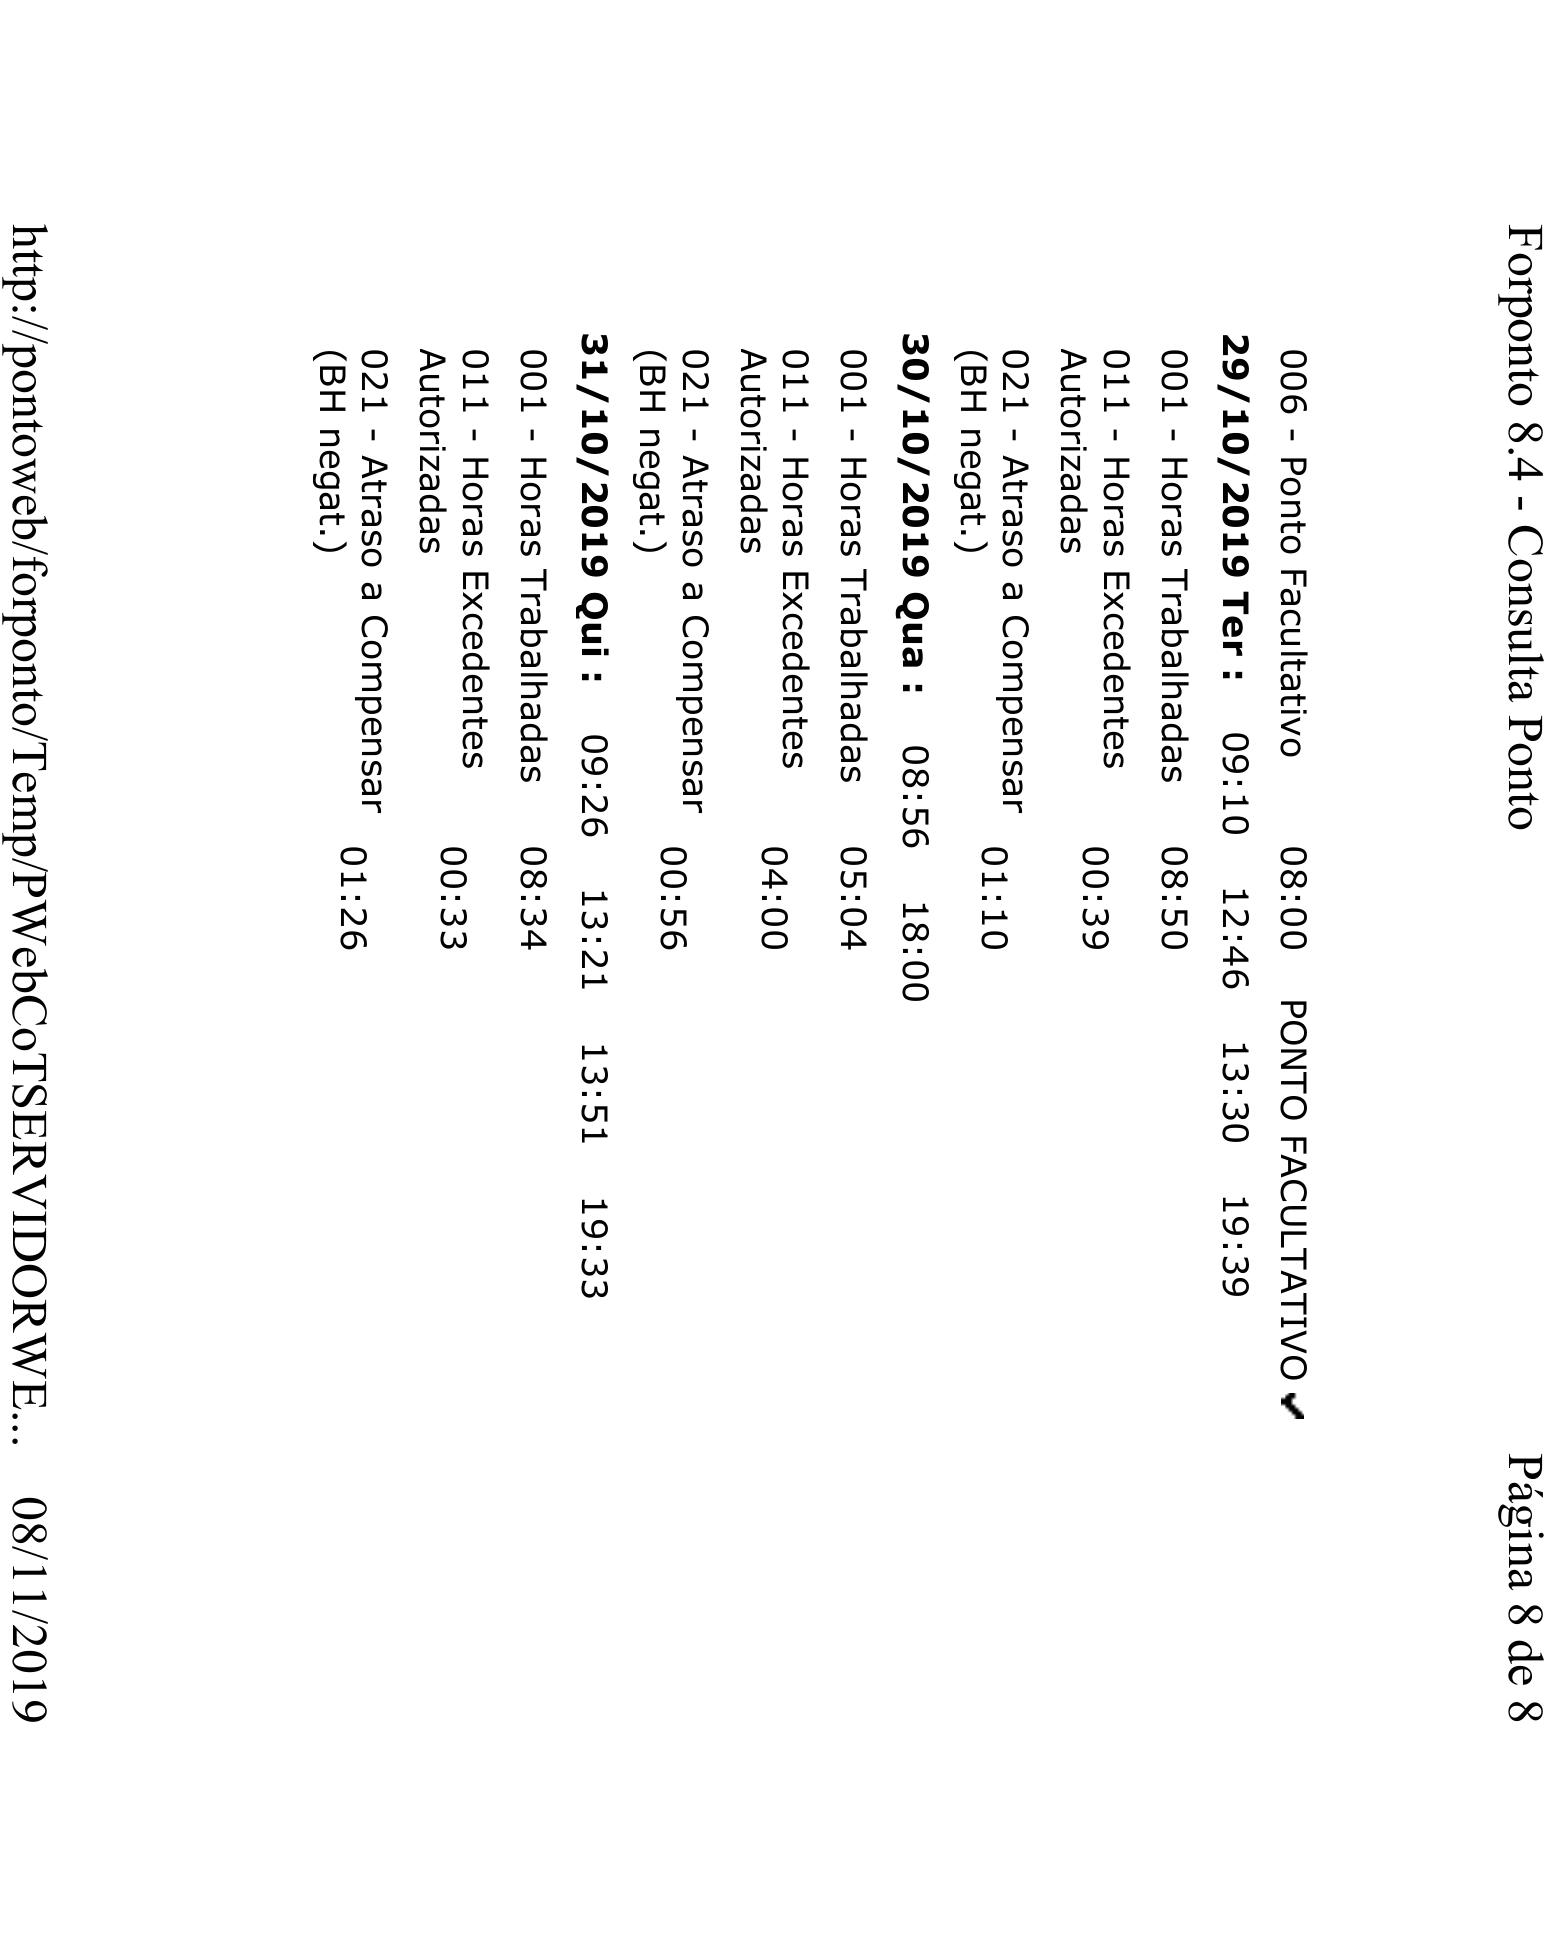 Forponto 8.4 - Consulta Ponto Página 8 de 8
006 - Ponto Facultativo 08:00 PONTO FACULTATIVO ✔
29/10/2019 Ter : 09:10 12:46 13:30 19:39
001 - Horas Trabalhadas 08:50
011 - Horas Excedentes
Autorizadas 00:39
021 - Atraso a Compensar
(BH negat.) 01:10
30/10/2019 Qua : 08:56 18:00
001 - Horas Trabalhadas 05:04
011 - Horas Excedentes
Autorizadas 04:00
021 - Atraso a Compensar
(BH negat.) 00:56
31/10/2019 Qui : 09:26 13:21 13:51 19:33
001 - Horas Trabalhadas 08:34
011 - Horas Excedentes
Autorizadas 00:33
021 - Atraso a Compensar
(BH negat.) 01:26
http://pontoweb/forponto/Temp/PWebCoTSERVIDORWE... 08/11/2019